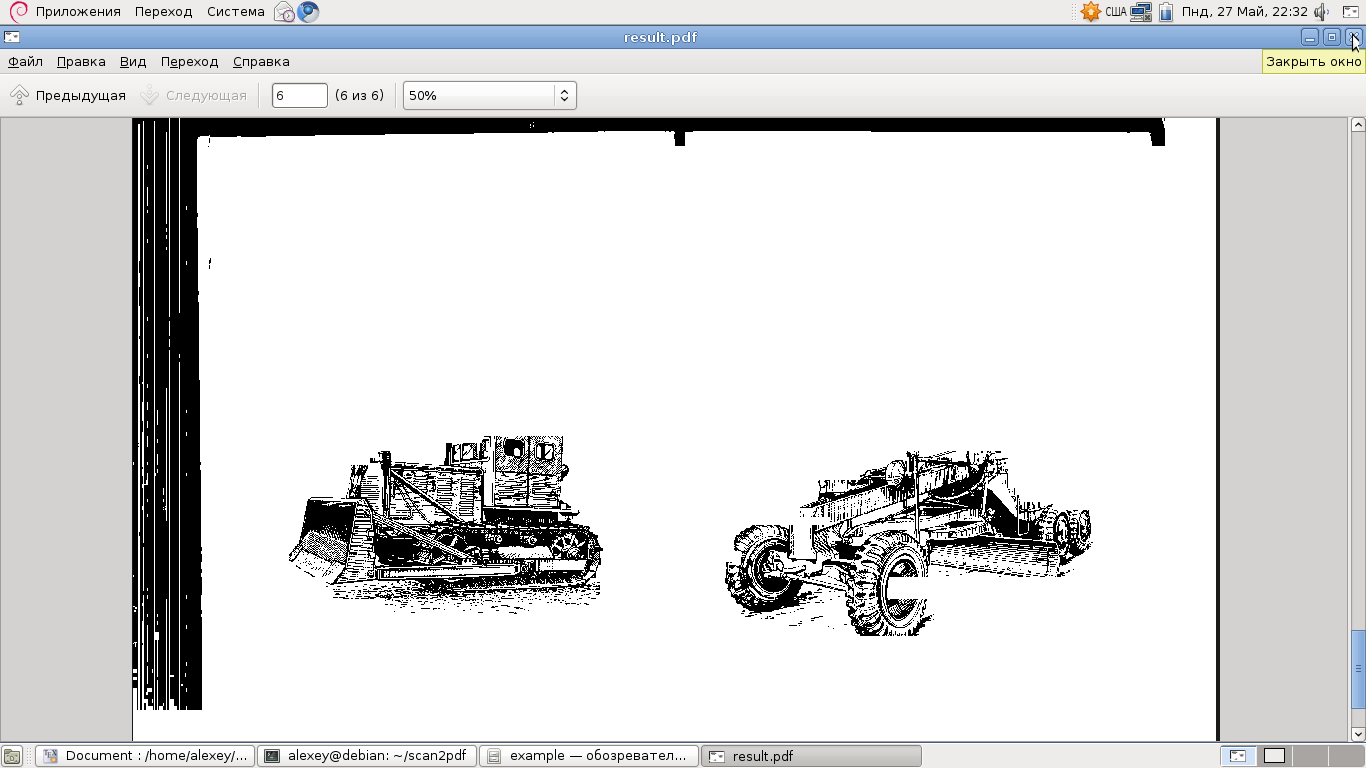 Приложения Переход Система США Пнд, 27 Май, 22:32
result.pdf
Файл Правка Вид Переход Справка Закрыть окно
Предыдущая Следующая 6 (6 из 6) 50%
Document : /home/alexey/... alexey@debian: ~/scan2pdf example — обозревател... result.pdf